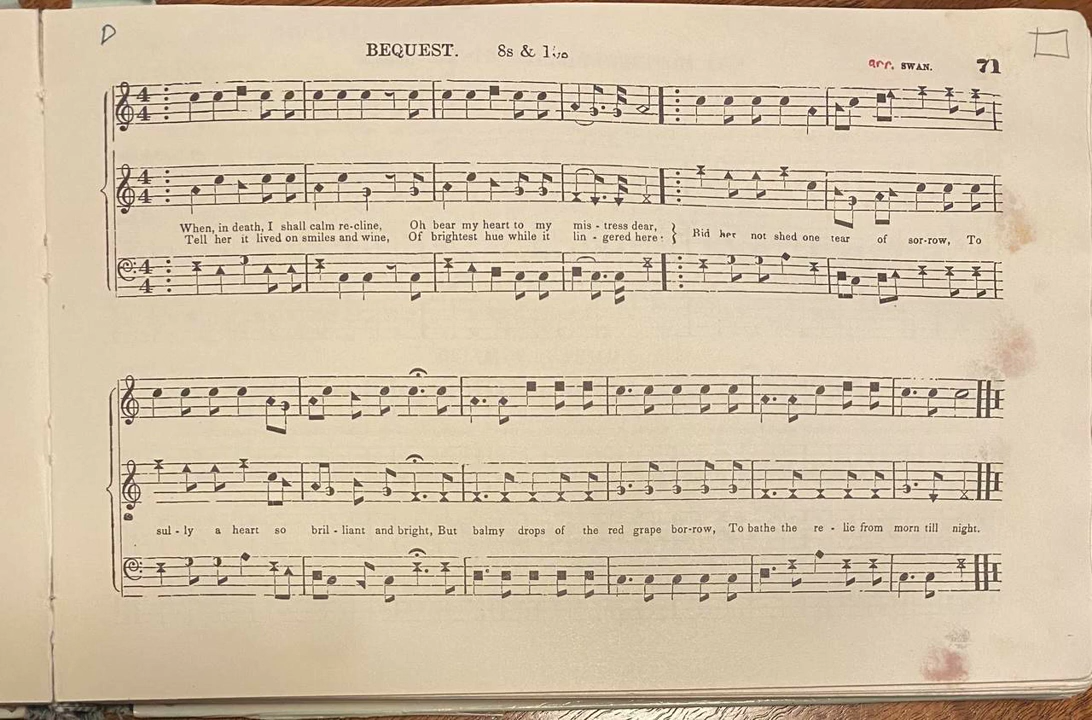 D
BEQUEST. 8s &
arr. SWAN. 71
When, in death, I shall calm re-cline, Oh bear my heart to my mis - tress dear,
Tell her it lived on smiles and wine, Of brightest hue while it lin - gered here:
Bid her not shed one tear of sor-row, To
sul - ly a heart so bril - liant and bright, But balmy drops of the red grape bor-row, To bathe the re - lic from morn till night.